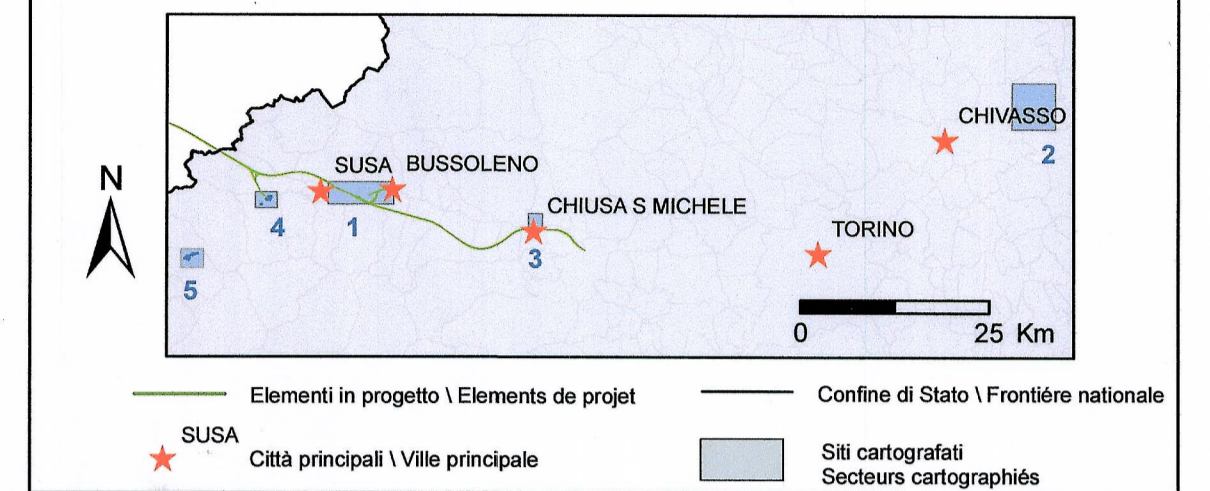 CHIVASSO
2
SUSA BUSSOLENO
N
CHIUSA S MICHELE
4 1
TORINO
3
5
0 25 Km
Elementi in progetto \ Elements de projet
Confine di Stato \ Frontiére nationale
SUSA
Città principali \ Ville principale
Siti cartografati
Secteurs cartographiés